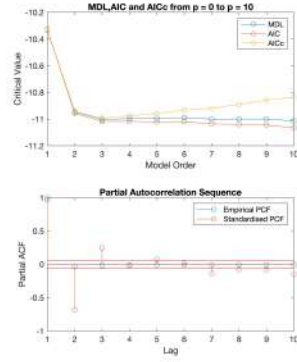 MDL,AIC and AICc from p = 0 to p = 10
-10.2
-10.4
-10.6
-10.8
-11
-11.2
Critical Value
MDL
AIC
AICc
1 2 3 4 5 6 7 8 9 10
Model Order
Partial Autocorrelation Sequence
1
0.5
0
-0.5
-1
Partial ACF
Empirical PCF
Standardised PCF
1 2 3 4 5 6 7 8 9 10
Lag